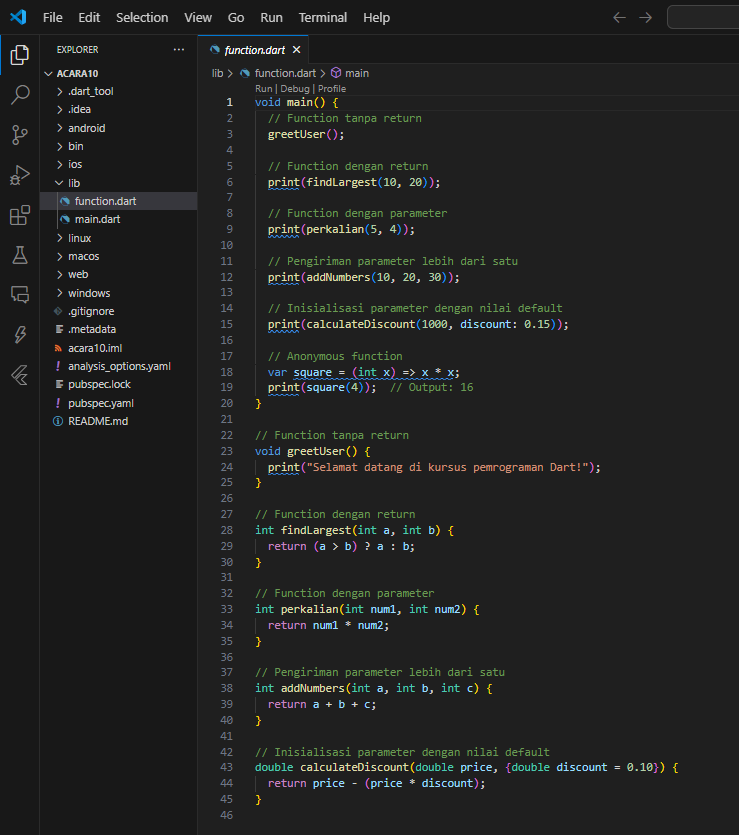 File Edit Selection View Go Run Terminal Help
EXPLORER
ACARA10
.dart_tool
.idea
android
bin
ios
lib
function.dart
main.dart
linux
macos
web
windows
.gitignore
.metadata
acara10.iml
analysis_options.yaml
pubspec.lock
pubspec.yaml
README.md
function.dart
lib > function.dart > main
Run | Debug | Profile
1 void main() {
2 // Function tanpa return
3 greetUser();
4
5 // Function dengan return
6 print(findLargest(10, 20));
7
8 // Function dengan parameter
9 print(perkalian(5, 4));
10
11 // Pengiriman parameter lebih dari satu
12 print(addNumbers(10, 20, 30));
13
14 // Inisialisasi parameter dengan nilai default
15 print(calculateDiscount(1000, discount: 0.15));
16
17 // Anonymous function
18 var square = (int x) => x * x;
19 print(square(4)); // Output: 16
20 }
21
22 // Function tanpa return
23 void greetUser() {
24 print("Selamat datang di kursus pemrograman Dart!");
25 }
26
27 // Function dengan return
28 int findLargest(int a, int b) {
29 return (a > b) ? a : b;
30 }
31
32 // Function dengan parameter
33 int perkalian(int num1, int num2) {
34 return num1 * num2;
35 }
36
37 // Pengiriman parameter lebih dari satu
38 int addNumbers(int a, int b, int c) {
39 return a + b + c;
40 }
41
42 // Inisialisasi parameter dengan nilai default
43 double calculateDiscount(double price, {double discount = 0.10}) {
44 return price - (price * discount);
45 }
46